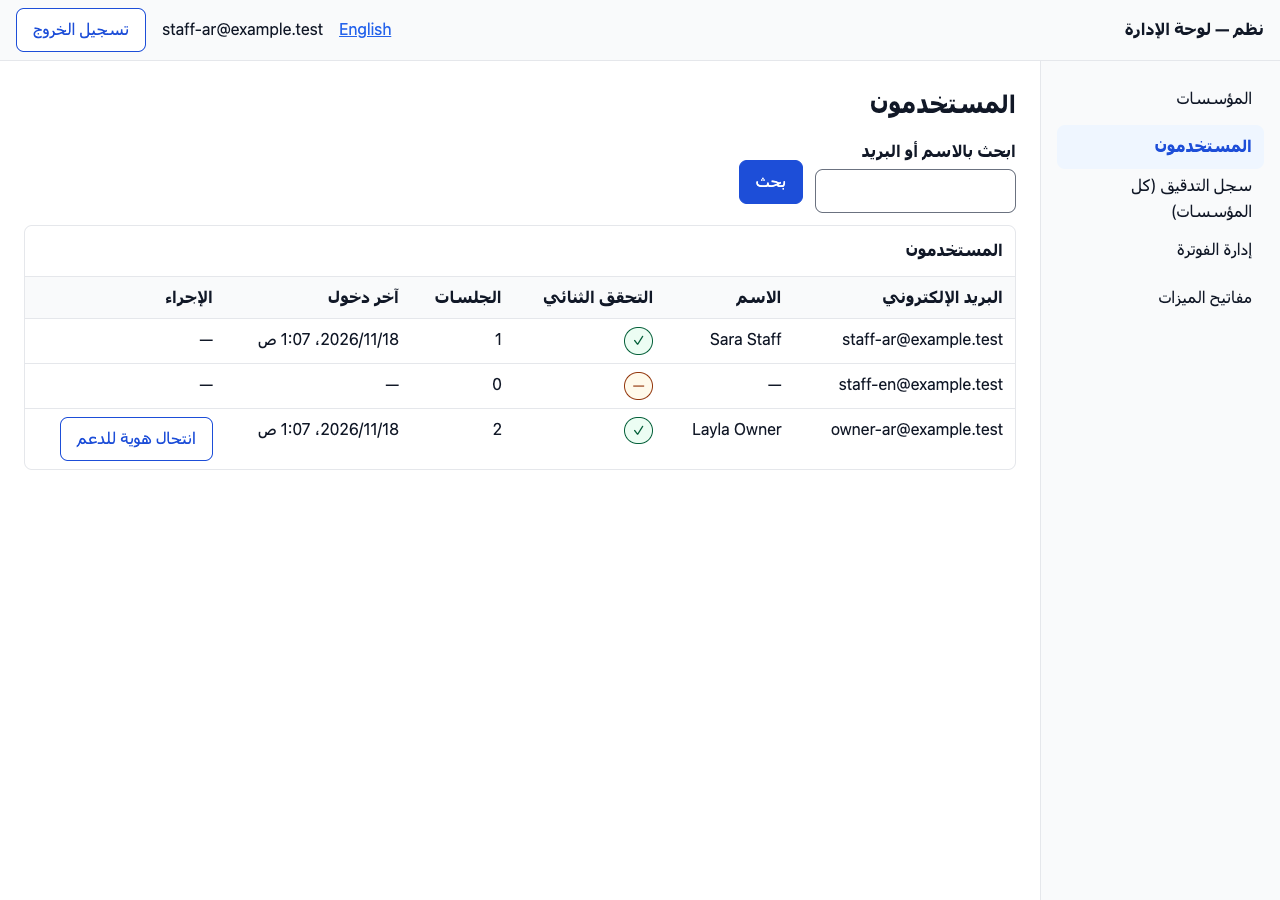 نظم — لوحة الإدارة
English
staff-ar@example.test
تسجيل الخروج
المؤسسات
المستخدمون
سجل التدقيق (كل
المؤسسات)
إدارة الفوترة
مفاتيح الميزات
المستخدمون
ابحث بالاسم أو البريد
بحث
المستخدمون
البريد الإلكتروني الاسم التحقق الثنائي الجلسات آخر دخول الإجراء
staff-ar@example.test Sara Staff ✓ 1 2026/11/18، 1:07 ص —
staff-en@example.test — — 0 — —
owner-ar@example.test Layla Owner ✓ 2 2026/11/18، 1:07 ص انتحال هوية للدعم